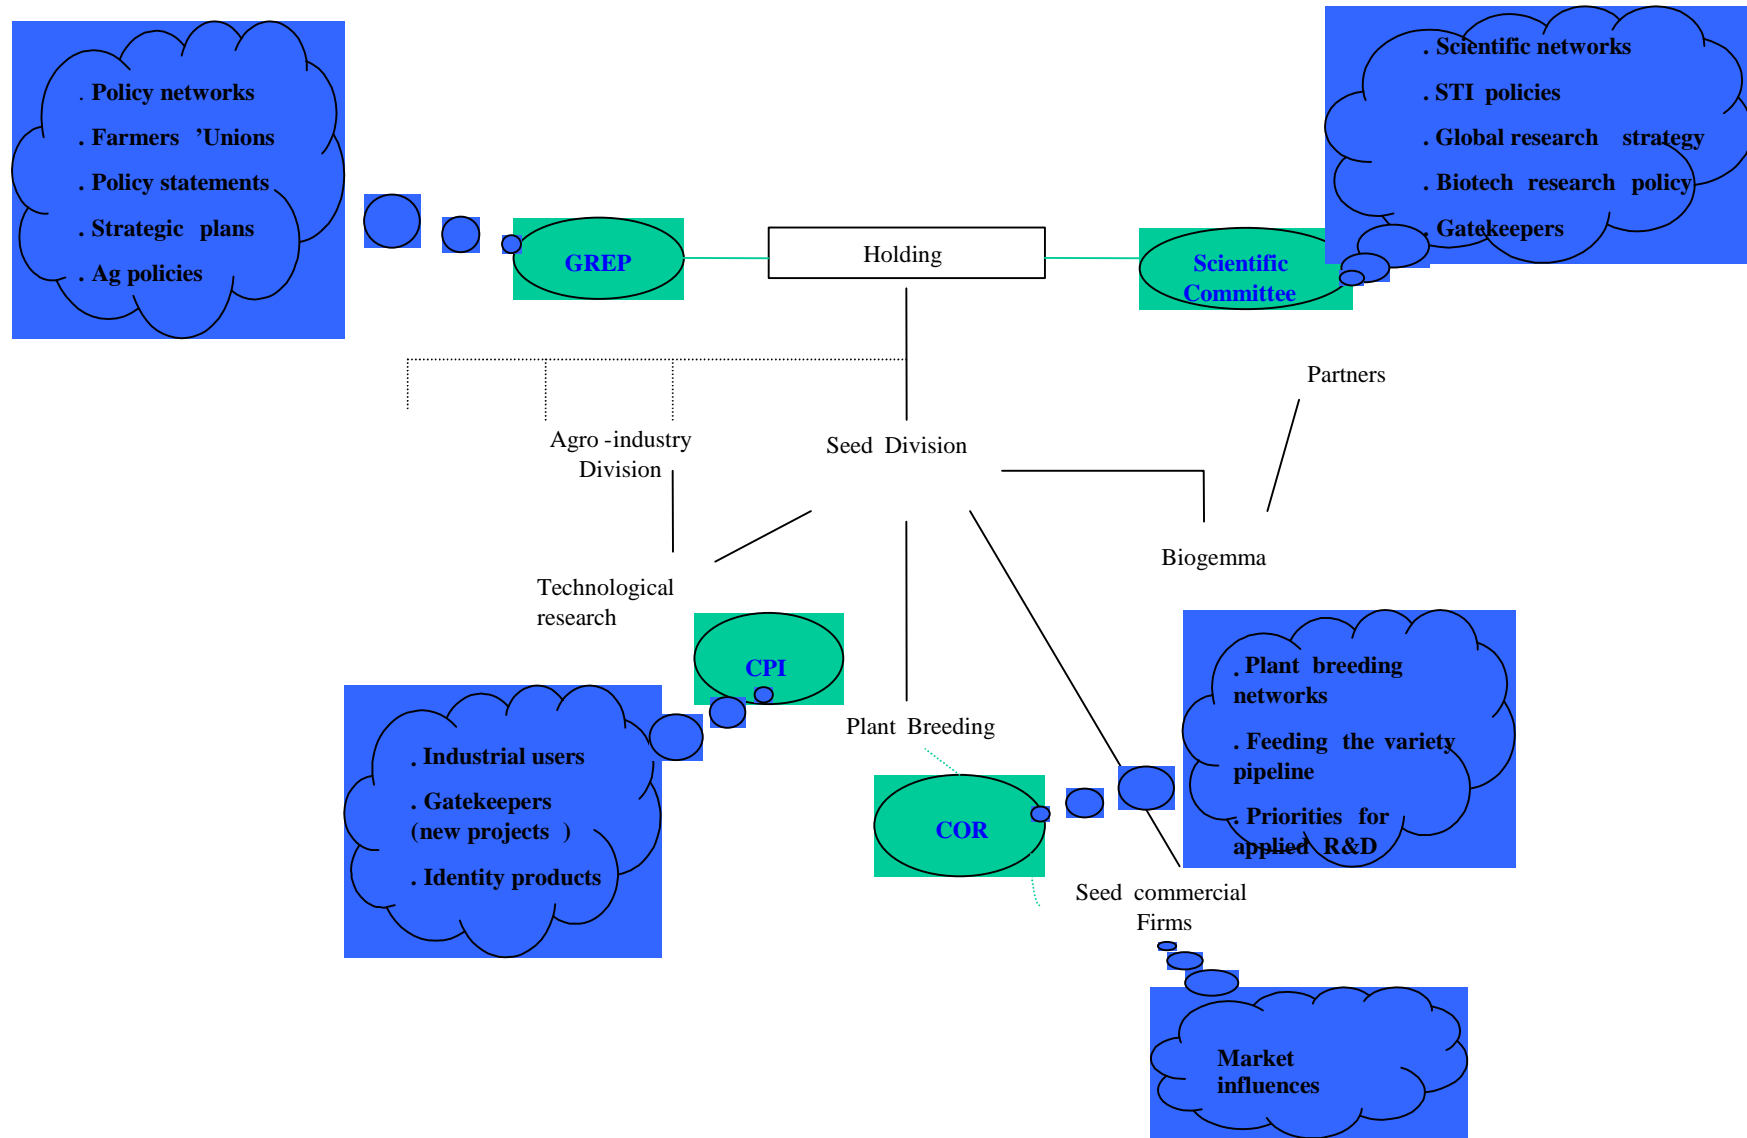 . Policy networks
. Farmers ’Unions
. Policy statements
. Strategic plans
. Ag policies
. Scientific networks
. STI policies
. Global research strategy
. Biotech research policy
. Gatekeepers
GREP
Holding
Scientific
Committee
Partners
Agro -industry
Division
Seed Division
Biogemma
Technological
research
CPI
Plant Breeding
. Industrial users
. Gatekeepers
(new projects )
. Identity products
COR
. Plant breeding
networks
. Feeding the variety
pipeline
. Priorities for
applied R&D
Seed commercial
Firms
Market
influences